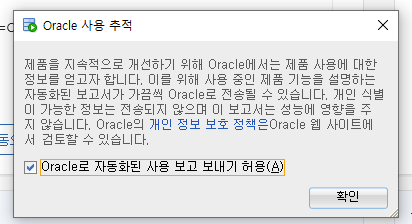 Oracle 사용 추적
제품을 지속적으로 개선하기 위해 Oracle에서는 제품 사용에 대한
정보를 얻고자 합니다. 이를 위해 사용 중인 제품 기능을 설명하는
자동화된 보고서가 가끔씩 Oracle로 전송될 수 있습니다. 개인 식별
이 가능한 정보는 전송되지 않으며 이 보고서는 성능에 영향을 주
지 않습니다. Oracle의 개인 정보 보호 정책은Oracle 웹 사이트에
서 검토할 수 있습니다.
Oracle로 자동화된 사용 보고 보내기 허용(A)
확인